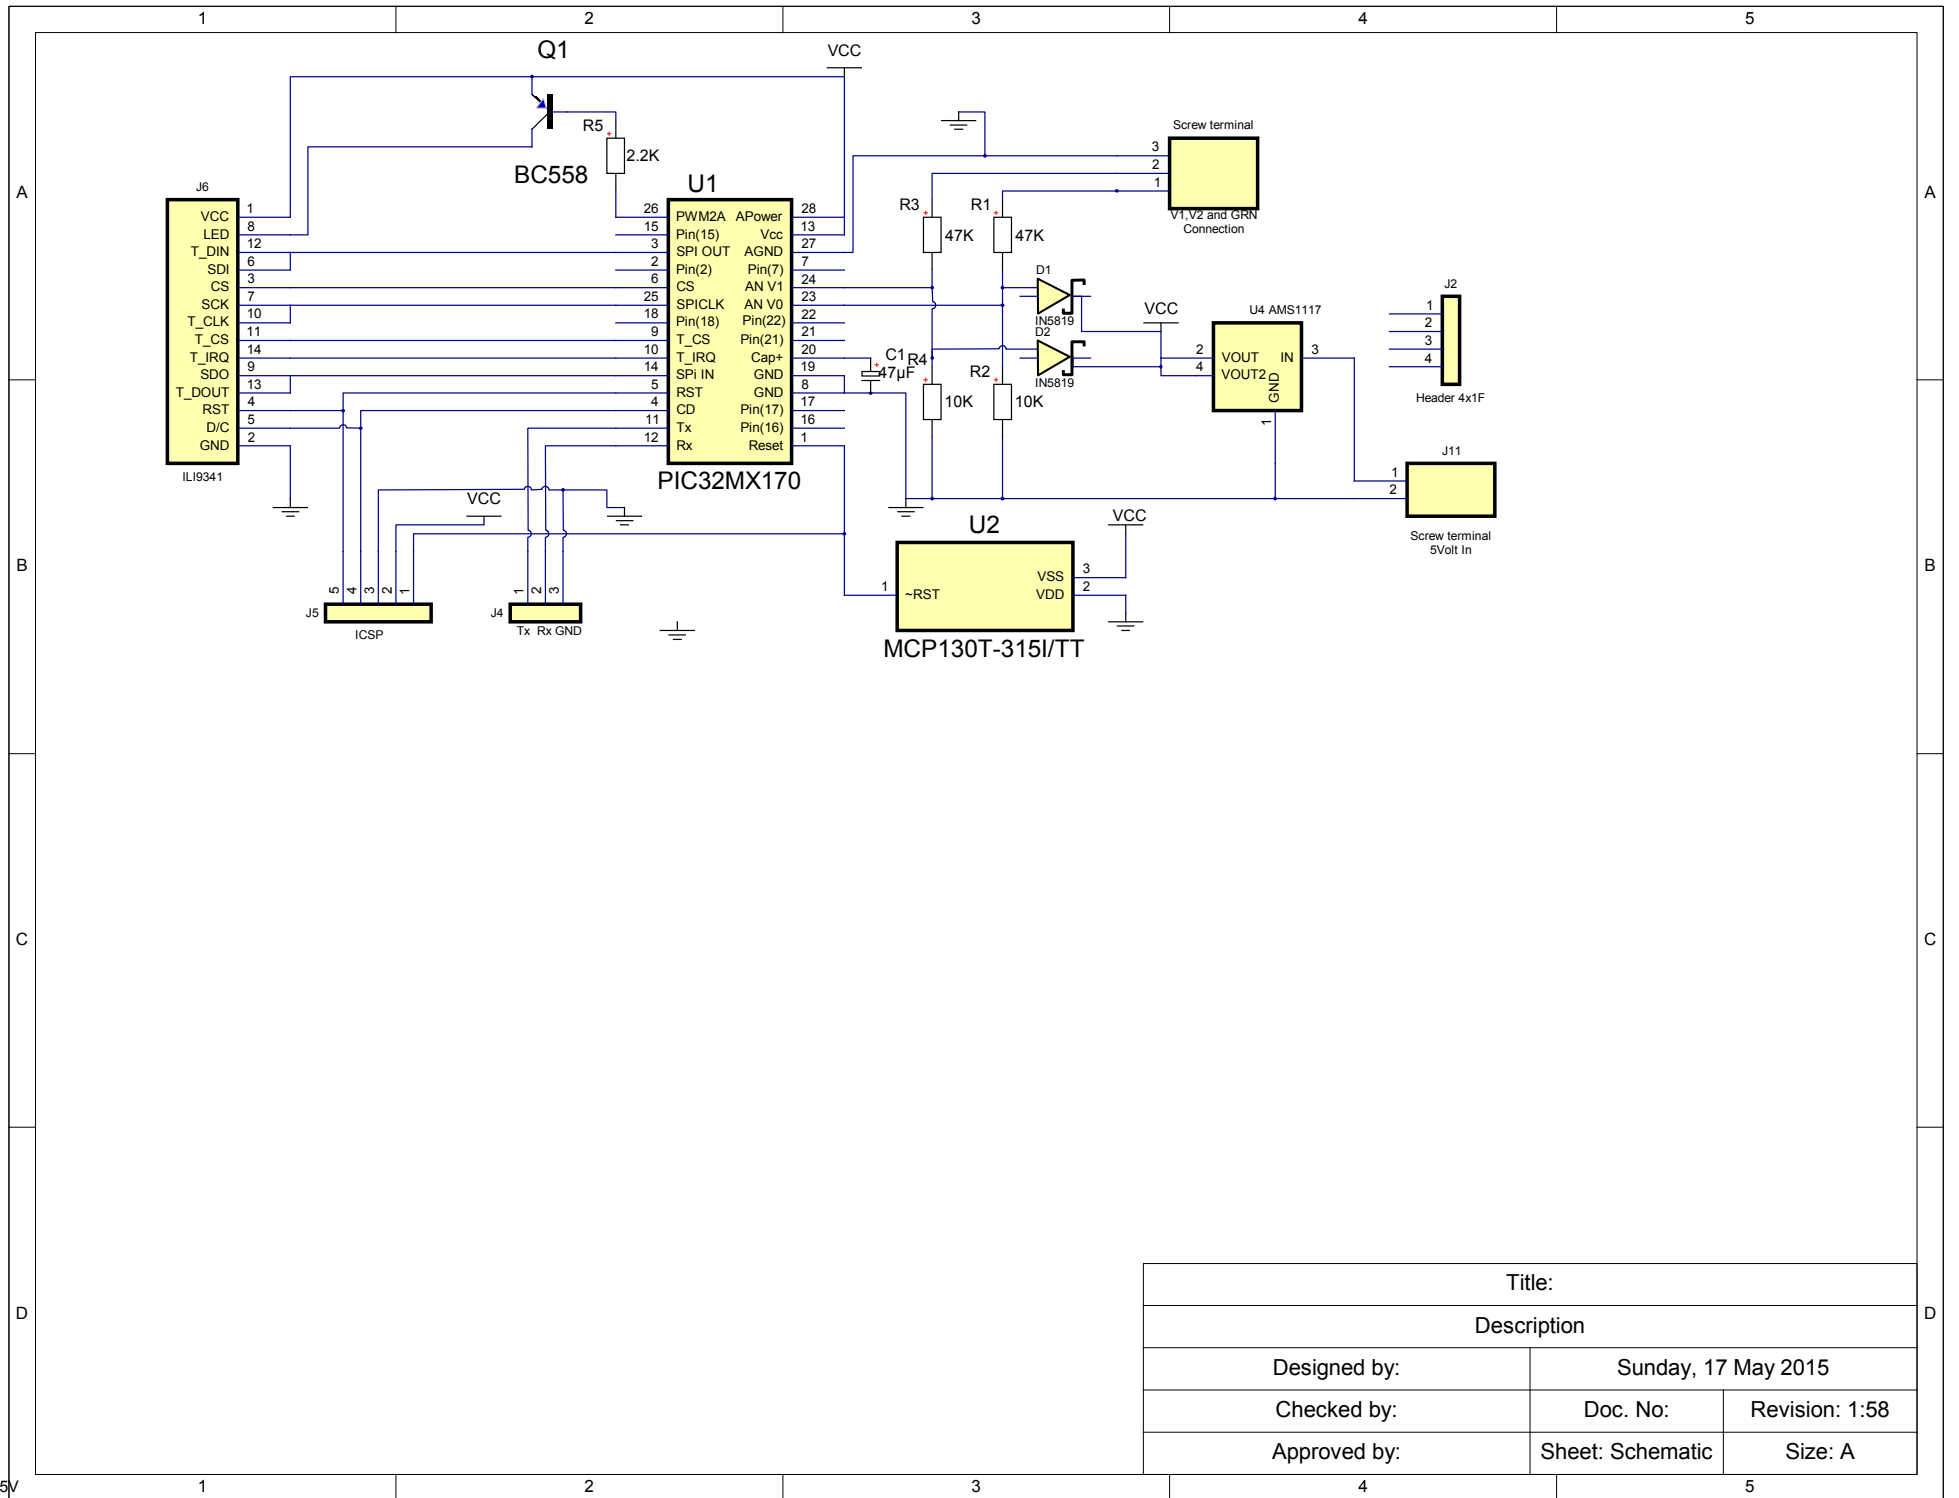 1 2 3 4 5
A A
B B
C C
D D
Q1
VCC
R5
2.2K
BC558
U1
J6
VCC 1
LED 8
T_DIN 12
SDI 6
CS 3
SCK 7
T_CLK 10
T_CS 11
T_IRQ 14
SDO 9
T_DOUT 13
RST 4
D/C 5
GND 2
ILI9341
26 PWM2A APower 28
15 Pin(15) Vcc 13
3 SPI OUT AGND 27
2 Pin(2) Pin(7) 7
6 CS AN V1 24
25 SPICLK AN V0 23
18 Pin(18) Pin(22) 22
9 T_CS Pin(21) 21
10 T_IRQ Cap+ 20
14 SPi IN GND 19
5 RST GND 8
4 CD Pin(17) 17
11 Tx Pin(16) 16
12 Rx Reset 1
PIC32MX170
C1
47µF
Screw terminal
3
2
1
V1,V2 and GRN
Connection
R3
47K
R1
47K
R4
10K
R2
10K
D1
IN5819
D2
IN5819
VCC
U4 AMS1117
2 VOUT IN 3
4 VOUT2
GND
1
J2
1
2
3
4
Header 4x1F
J11
1
2
Screw terminal
5Volt In
VCC
J5
5 4 3 2 1
ICSP
J4
1 2 3
Tx Rx GND
U2
VCC
1 ~RST
VSS 3
VDD 2
MCP130T-315I/TT
Title:
Description
Designed by: Sunday, 17 May 2015
Checked by: Doc. No: Revision: 1:58
Approved by: Sheet: Schematic Size: A
5V
1 2 3 4 5